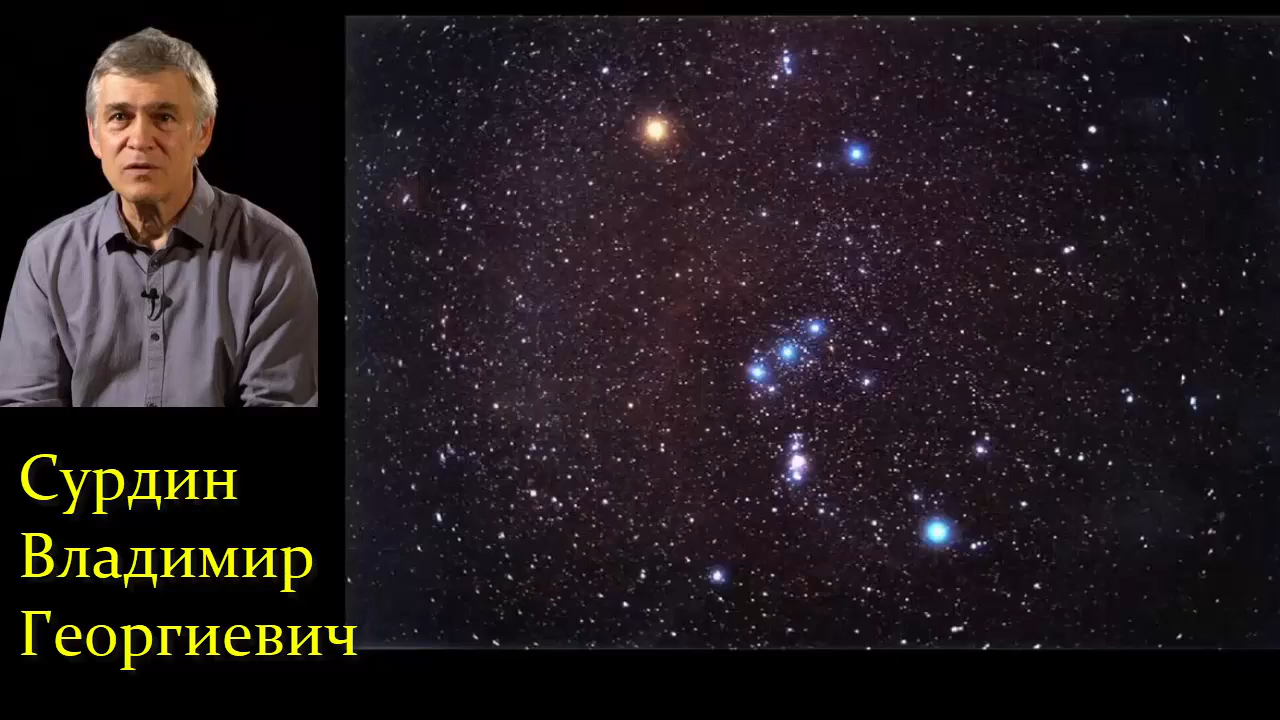 Сурдин
Владимир
Георгиевич